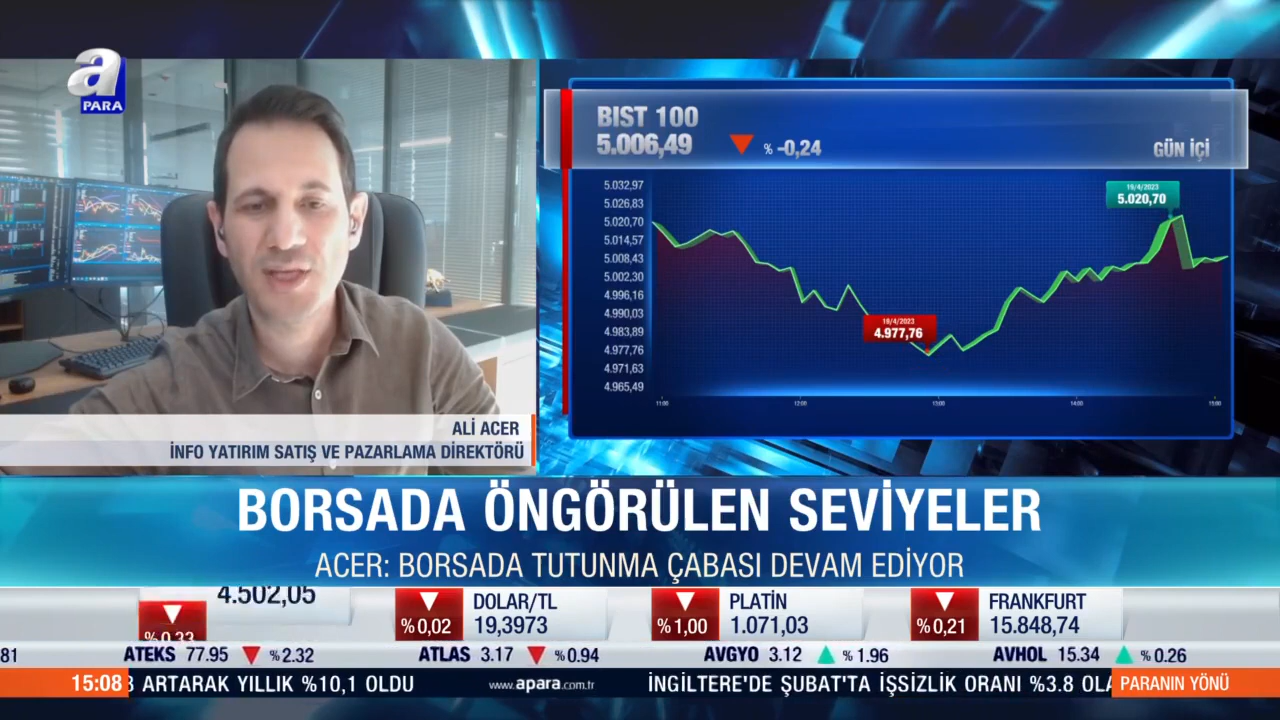 a
PARA
BIST 100
5.006,49
% -0,24
GÜN İÇİ
5.032,97
5.026,83
5.020,70
5.014,57
5.008,43
5.002,30
4.996,16
4.990,03
4.983,89
4.977,76
4.971,63
4.965,49
19/4/2023
5.020,70
19/4/2023
4.977,76
11:00
12:00
13:00
14:00
15:00
ALİ ACER
İNFO YATIRIM SATIŞ VE PAZARLAMA DİREKTÖRÜ
BORSADA ÖNGÖRÜLEN SEVİYELER
ACER: BORSADA TUTUNMA ÇABASI DEVAM EDİYOR
%0.33 4.502,05
%0,02 DOLAR/TL 19,3973
%1,00 PLATİN 1.071,03
%0,21 FRANKFURT 15.848,74
81 ATEKS 77.95 %2.32 ATLAS 3.17 %0.94 AVGYO 3.12 %1.96 AVHOL 15.34 %0.26
15:08 ARTARAK YILLIK %10,1 OLDU www.apara.com.tr İNGİLTERE'DE ŞUBAT'TA İŞSİZLİK ORANI %3.8 OLA PARANIN YÖNÜ